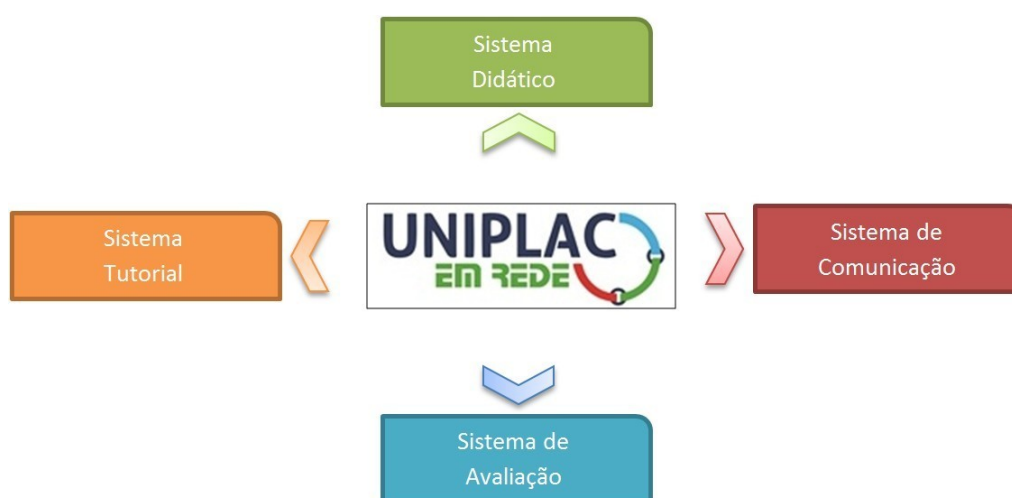 Sistema
Didático
Sistema
Tutorial
UNIPLAC
EM REDE
Sistema de
Comunicação
Sistema de
Avaliação